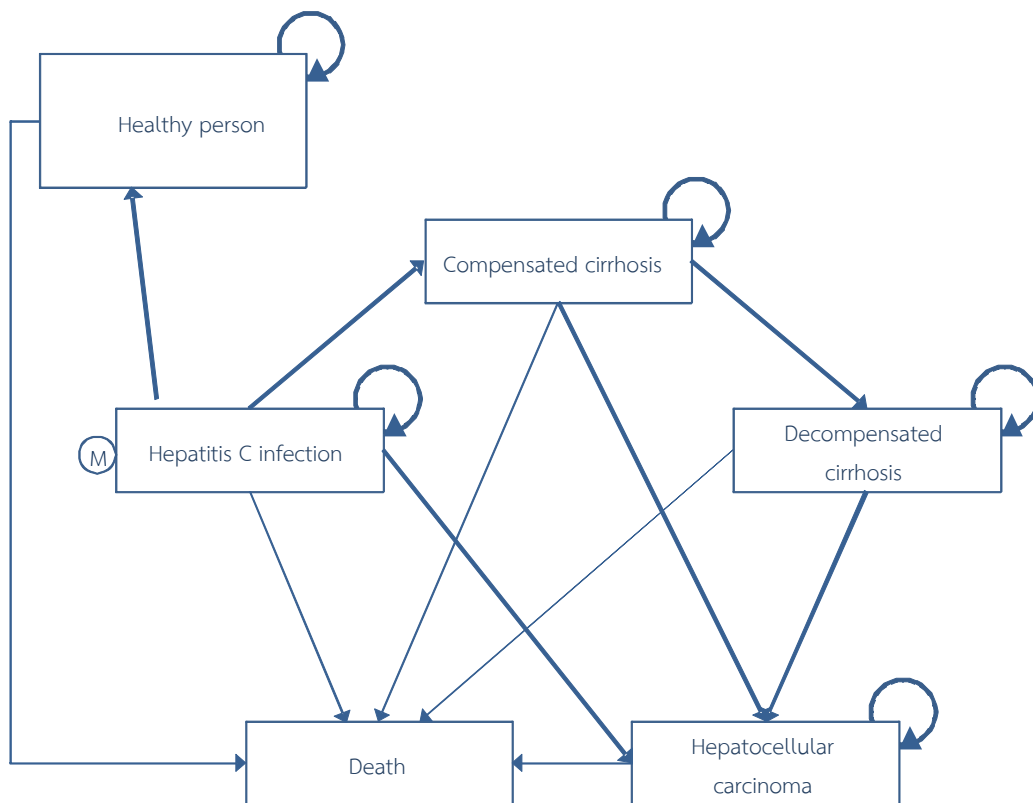 Healthy person
Compensated cirrhosis
M
Hepatitis C infection
Decompensated
cirrhosis
Death
Hepatocellular
carcinoma